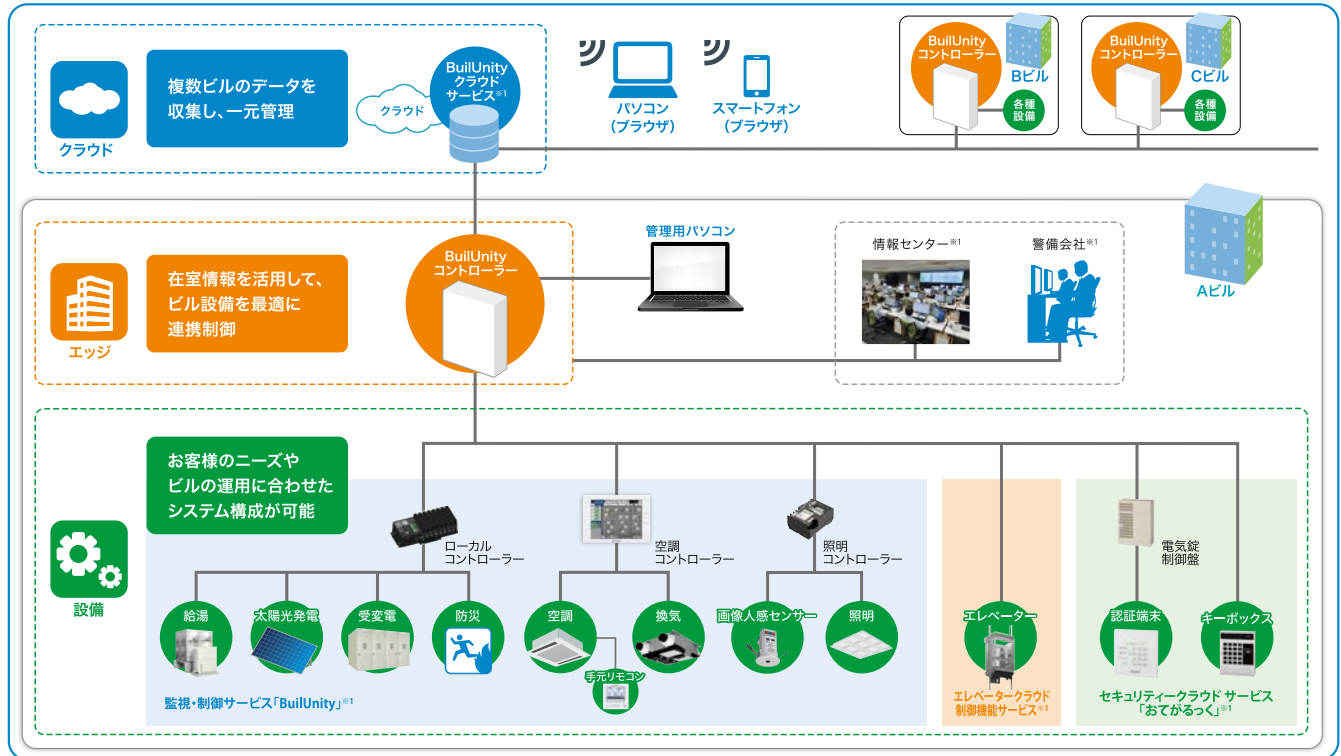 複数ビルのデータを
収集し、一元管理
クラウド
クラウド
BuilUnity
クラウド
サービス※1
パソコン
(ブラウザ)
スマートフォン
(ブラウザ)
BuilUnity
コントローラー
Bビル
各種
設備
BuilUnity
コントローラー
Cビル
各種
設備
在室情報を活用して、
ビル設備を最適に
連携制御
エッジ
BuilUnity
コントローラー
管理用パソコン
情報センター※1
警備会社※1
Aビル
お客様のニーズや
ビルの運用に合わせた
システム構成が可能
設備
ローカル
コントローラー
空調
コントローラー
照明
コントローラー
電気錠
制御盤
給湯
太陽光発電
受変電
防災
空調
換気
画像人感センサー
照明
エレベーター
認証端末
キーボックス
手元リモコン
監視・制御サービス「BuilUnity」※1
エレベータークラウド
制御機能サービス※1
セキュリティークラウド サービス
「おてがるっく」※1